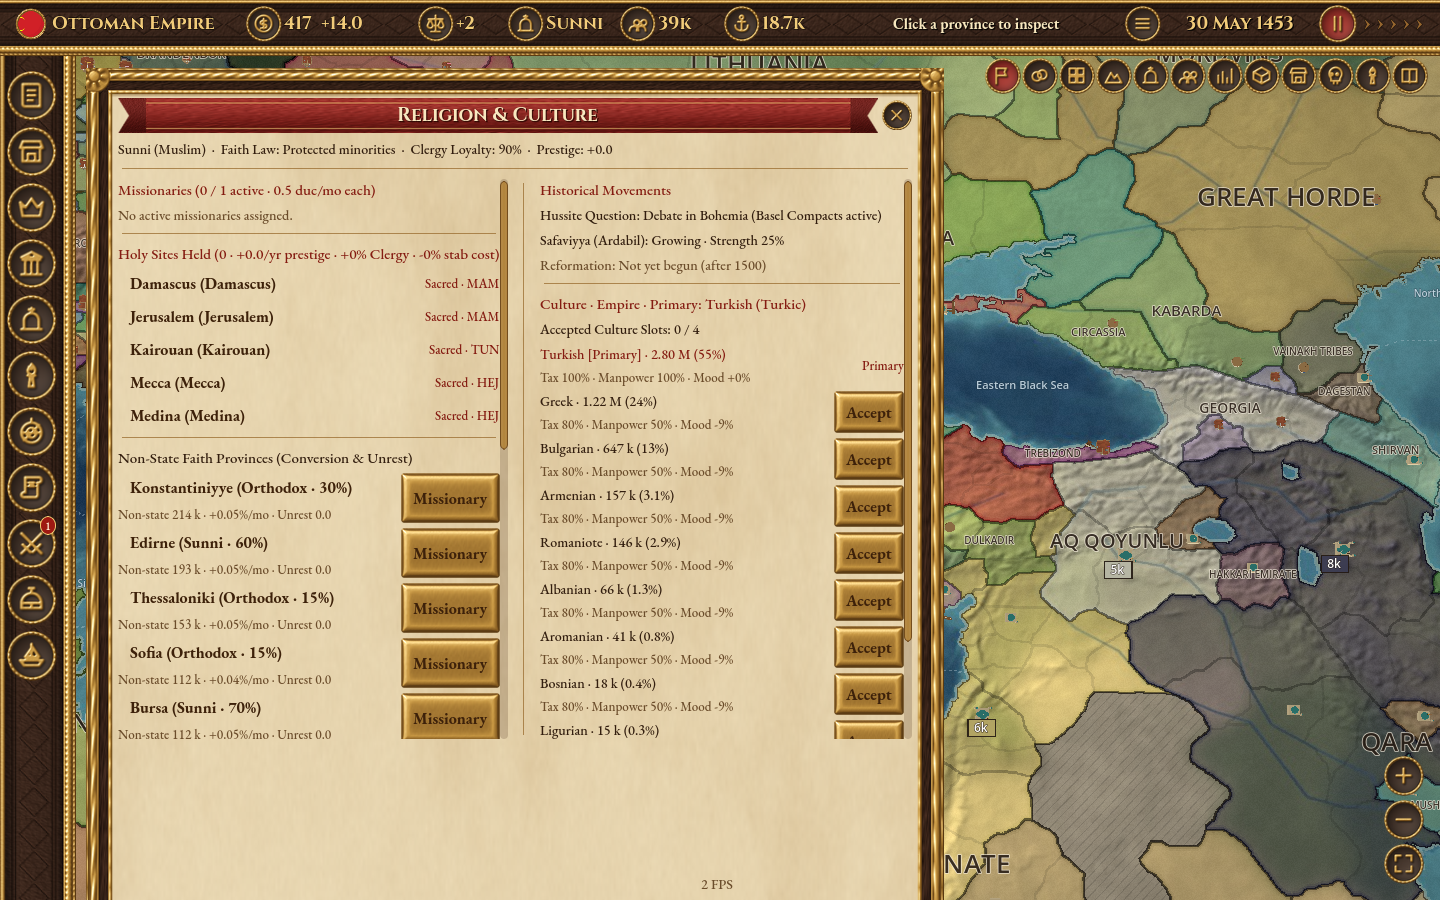 OTTOMAN EMPIRE
417 +14.0
+2
SUNNI
39K
18.7K
Click a province to inspect
30 MAY 1453
LITHUANIA
RELIGION & CULTURE
Sunni (Muslim) · Faith Law: Protected minorities · Clergy Loyalty: 90% · Prestige: +0.0
Missionaries (0 / 1 active · 0.5 duc/mo each)
No active missionaries assigned.
Holy Sites Held (0 · +0.0/yr prestige · +0% Clergy · -0% stab cost)
Damascus (Damascus) Sacred · MAM
Jerusalem (Jerusalem) Sacred · MAM
Kairouan (Kairouan) Sacred · TUN
Mecca (Mecca) Sacred · HEJ
Medina (Medina) Sacred · HEJ
Non-State Faith Provinces (Conversion & Unrest)
Konstantiniyye (Orthodox · 30%)
Non-state 214 k · +0.05%/mo · Unrest 0.0
Missionary
Edirne (Sunni · 60%)
Non-state 193 k · +0.05%/mo · Unrest 0.0
Missionary
Thessaloniki (Orthodox · 15%)
Non-state 153 k · +0.05%/mo · Unrest 0.0
Missionary
Sofia (Orthodox · 15%)
Non-state 112 k · +0.04%/mo · Unrest 0.0
Missionary
Bursa (Sunni · 70%)
Non-state 112 k · +0.05%/mo · Unrest 0.0
Missionary
Historical Movements
Hussite Question: Debate in Bohemia (Basel Compacts active)
Safaviyya (Ardabil): Growing · Strength 25%
Reformation: Not yet begun (after 1500)
Culture · Empire · Primary: Turkish (Turkic)
Accepted Culture Slots: 0 / 4
Turkish [Primary] · 2.80 M (55%)
Tax 100% · Manpower 100% · Mood +0%
Primary
Greek · 1.22 M (24%)
Tax 80% · Manpower 50% · Mood -9%
Accept
Bulgarian · 647 k (13%)
Tax 80% · Manpower 50% · Mood -9%
Accept
Armenian · 157 k (3.1%)
Tax 80% · Manpower 50% · Mood -9%
Accept
Romaniote · 146 k (2.9%)
Tax 80% · Manpower 50% · Mood -9%
Accept
Albanian · 66 k (1.3%)
Tax 80% · Manpower 50% · Mood -9%
Accept
Aromanian · 41 k (0.8%)
Tax 80% · Manpower 50% · Mood -9%
Accept
Bosnian · 18 k (0.4%)
Tax 80% · Manpower 50% · Mood -9%
Accept
Ligurian · 15 k (0.3%)
2 FPS
1
GREAT HORDE
KABARDA
CIRCASSIA
North
VAINAKH TRIBES
DAGESTAN
Eastern Black Sea
GEORGIA
TREBIZOND
SHIRVAN
DULKADIR
AQ QOYUNLU
5k
HAKKARI EMIRATE
8k
6k
QARA
MUSH
NATE